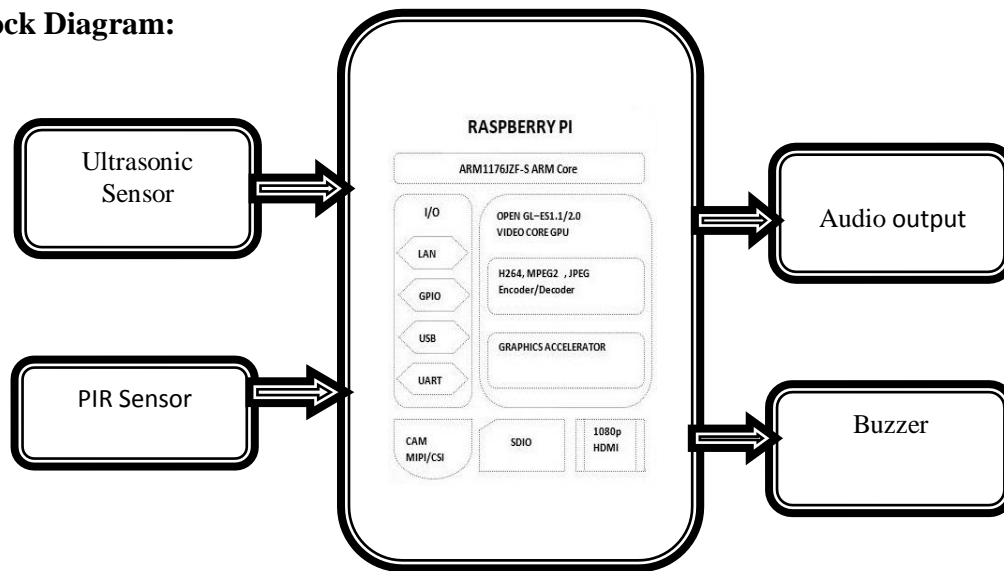 ock Diagram:
Ultrasonic
Sensor
PIR Sensor
RASPBERRY PI
ARM1176JZF-S ARM Core
I/O
LAN
GPIO
USB
UART
OPEN GL-ES1.1/2.0
VIDEO CORE GPU
H264, MPEG2 , JPEG
Encoder/Decoder
GRAPHICS ACCELERATOR
CAM
MIPI/CSI
SDIO
1080p
HDMI
Audio output
Buzzer